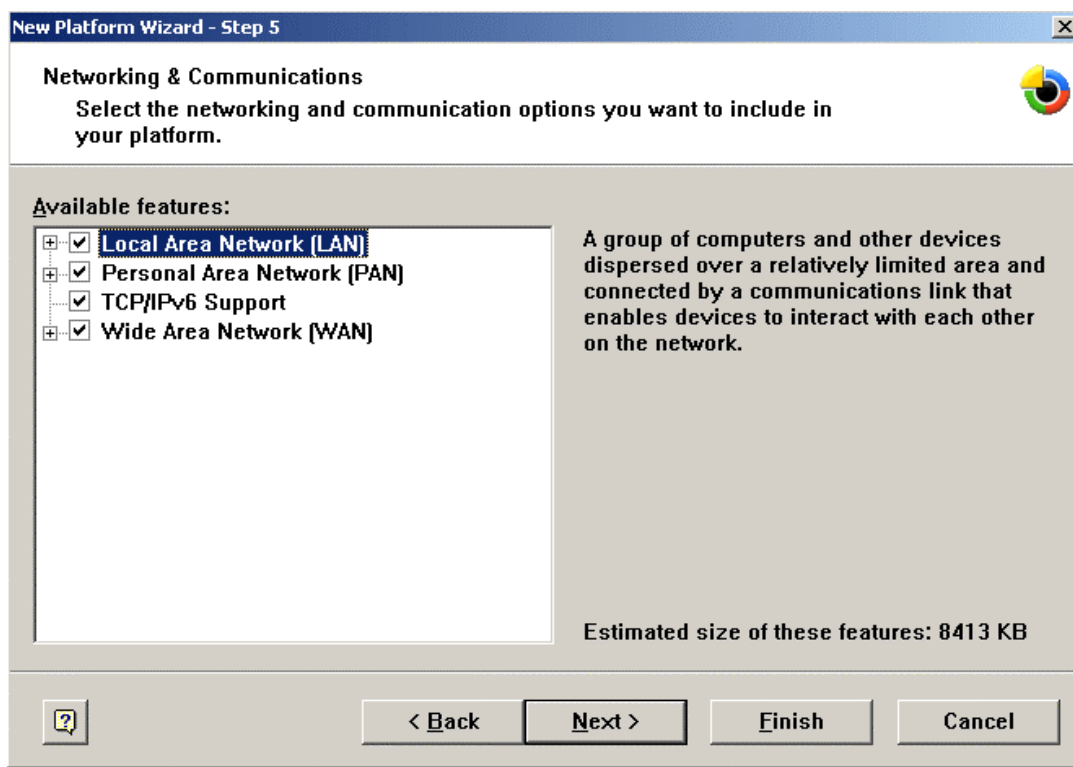 New Platform Wizard - Step 5
Networking & Communications
Select the networking and communication options you want to include in
your platform.
Available features:
Local Area Network (LAN)
Personal Area Network (PAN)
TCP/IPv6 Support
Wide Area Network (WAN)
A group of computers and other devices
dispersed over a relatively limited area and
connected by a communications link that
enables devices to interact with each other
on the network.
Estimated size of these features: 8413 KB
?
< Back
Next >
Finish
Cancel